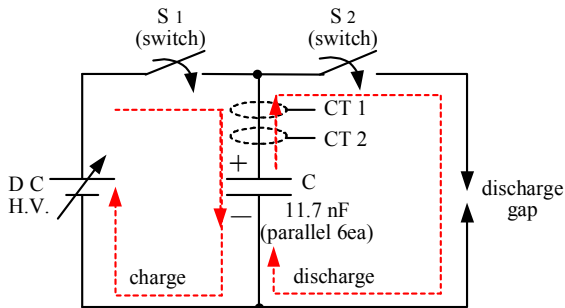 S 1
(switch)
S 2
(switch)
CT 1
CT 2
+
D C
H.V.
C
−
11.7 nF
(parallel 6ea)
discharge
gap
charge
discharge